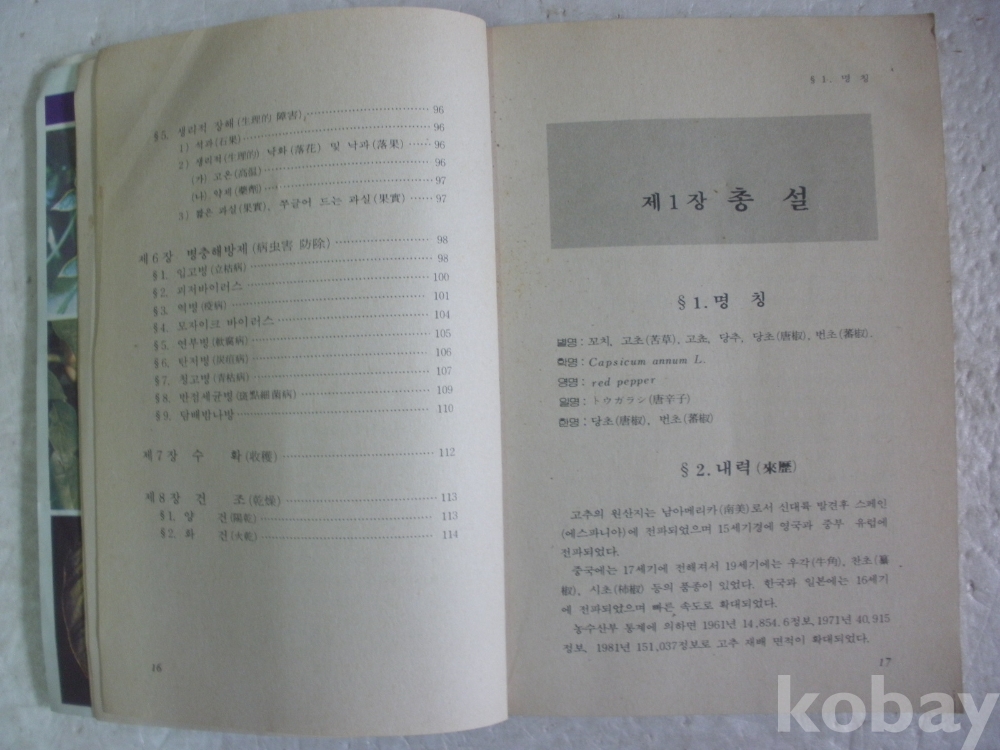 §5. 생리적 장해(生理的 障害) 96
1) 석과(石果) 96
2) 생리적(生理的) 낙화(落花) 및 낙과(落果) 96
(가) 고온(高温) 96
(나) 약제(藥劑) 97
3) 짧은 과실(果實), 쭈글어 드는 과실(果實) 97
제6장 병충해방제(病虫害 防除) 98
§1. 입고병(立枯病) 98
§2. 괴저바이러스 100
§3. 역병(疫病) 101
§4. 모자이크 바이러스 104
§5. 연부병(軟腐病) 105
§6. 탄저병(炭疽病) 106
§7. 청고병(青枯病) 107
§8. 반점세균병(斑點細菌病) 109
§9. 담배밤나방 110
제7장 수 확(收穫) 112
제8장 건 조(乾燥) 113
§1. 양 건(陽乾) 113
§2. 화 건(火乾) 114
16
§1. 명 칭
제1장 총 설
§1. 명 칭
별명: 꼬치, 고초(苦草), 고쵸, 당추, 당초(唐椒), 번초(蕃椒).
학명: Capsicum annum L.
영명: red pepper
일명: トウガラシ(唐辛子)
한명: 당초(唐椒), 번초(蕃椒)
§2. 내력(來歷)
고추의 원산지는 남아메리카(南美)로서 신대륙 발견후 스페인
(에스파니아)에 전파되었으며 15세기경에 영국과 중부 유럽에
전파되었다.
중국에는 17세기에 전해져서 19세기에는 우각(牛角), 천초(
椒), 시초(柿椒) 등의 품종이 있었다. 한국과 일본에는 16세기
에 전파되었으며 빠른 속도로 확대되었다.
농수산부 통계에 의하면 1961년 14,854.6정보, 1971년 40,915
정보, 1981년 151,037정보로 고추 재배 면적이 확대되었다.
17
kobay